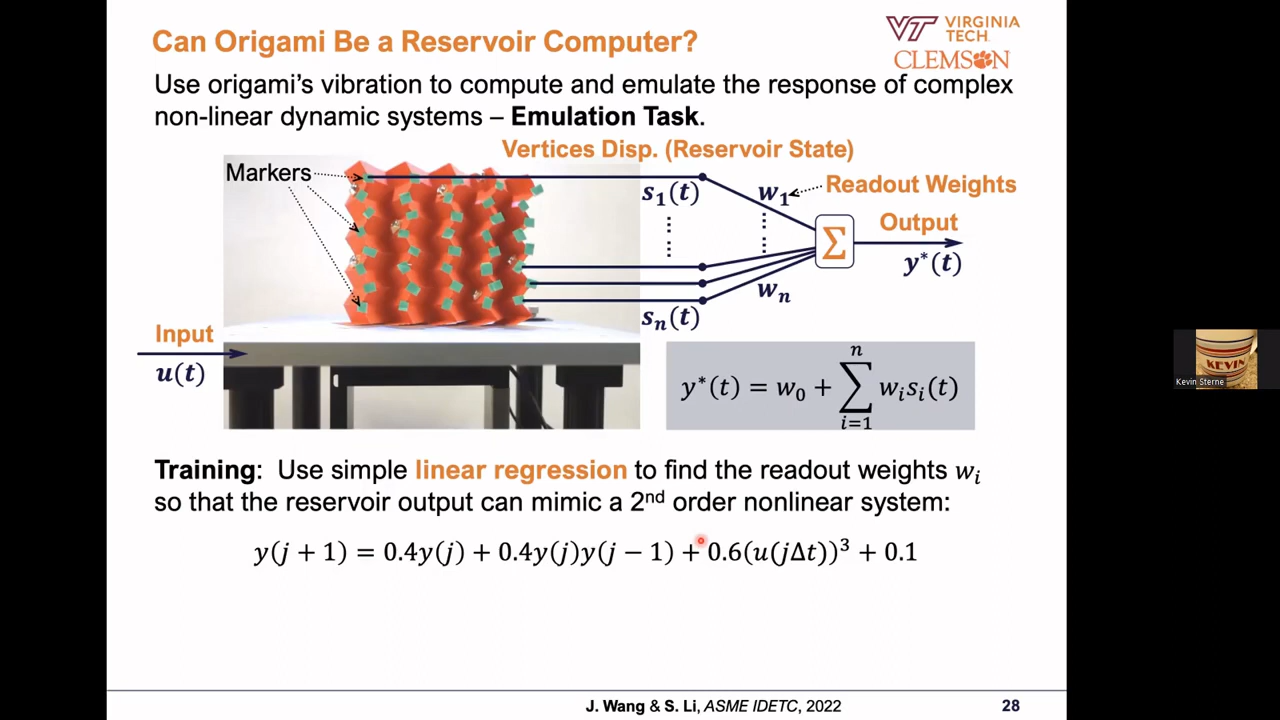 Can Origami Be a Reservoir Computer?
VT VIRGINIA TECH
CLEMSON
Use origami's vibration to compute and emulate the response of complex
non-linear dynamic systems – Emulation Task.
Vertices Disp. (Reservoir State)
Markers
s₁(t)
w₁
Readout Weights
Output
Σ
y*(t)
wₙ
sₙ(t)
Input
u(t)
y*(t) = w₀ + ∑ᵢ₌₁ⁿ wᵢsᵢ(t)
KEVIN
Kevin Sterne
Training: Use simple linear regression to find the readout weights wᵢ
so that the reservoir output can mimic a 2nd order nonlinear system:
y(j + 1) = 0.4y(j) + 0.4y(j)y(j − 1) + 0.6(u(jΔt))³ + 0.1
J. Wang & S. Li, ASME IDETC, 2022
28